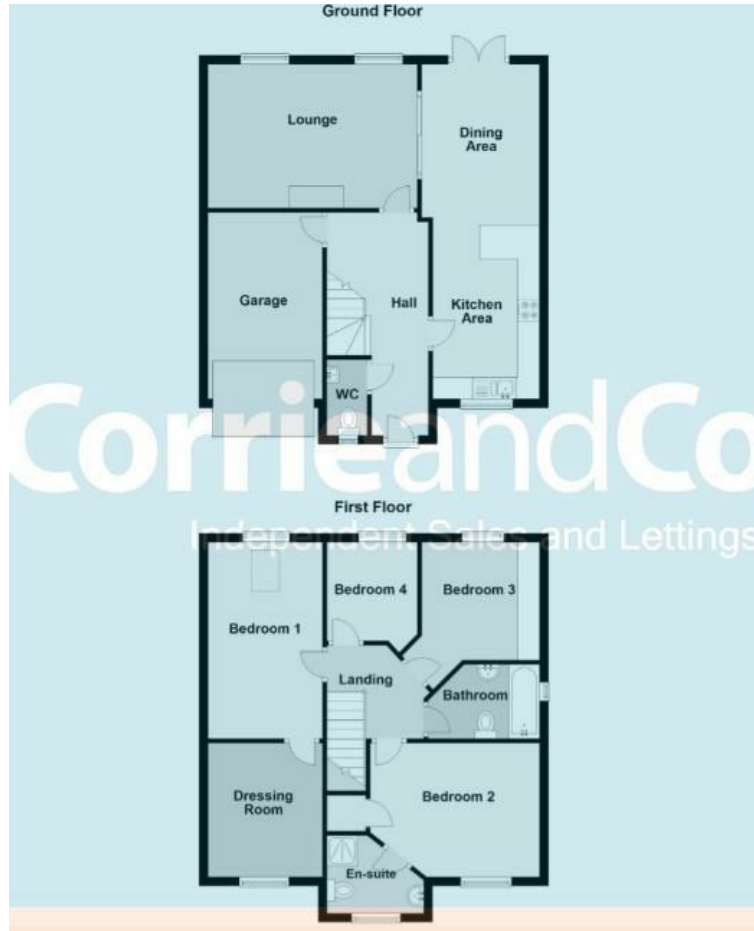 Ground Floor
Lounge
Dining
Area
Garage
Hall
Kitchen
Area
WC
CorrieandCo
First Floor
Independent Sales and Lettings
Bedroom 4
Bedroom 3
Bedroom 1
Landing
Bathroom
Dressing
Room
Bedroom 2
En-suite